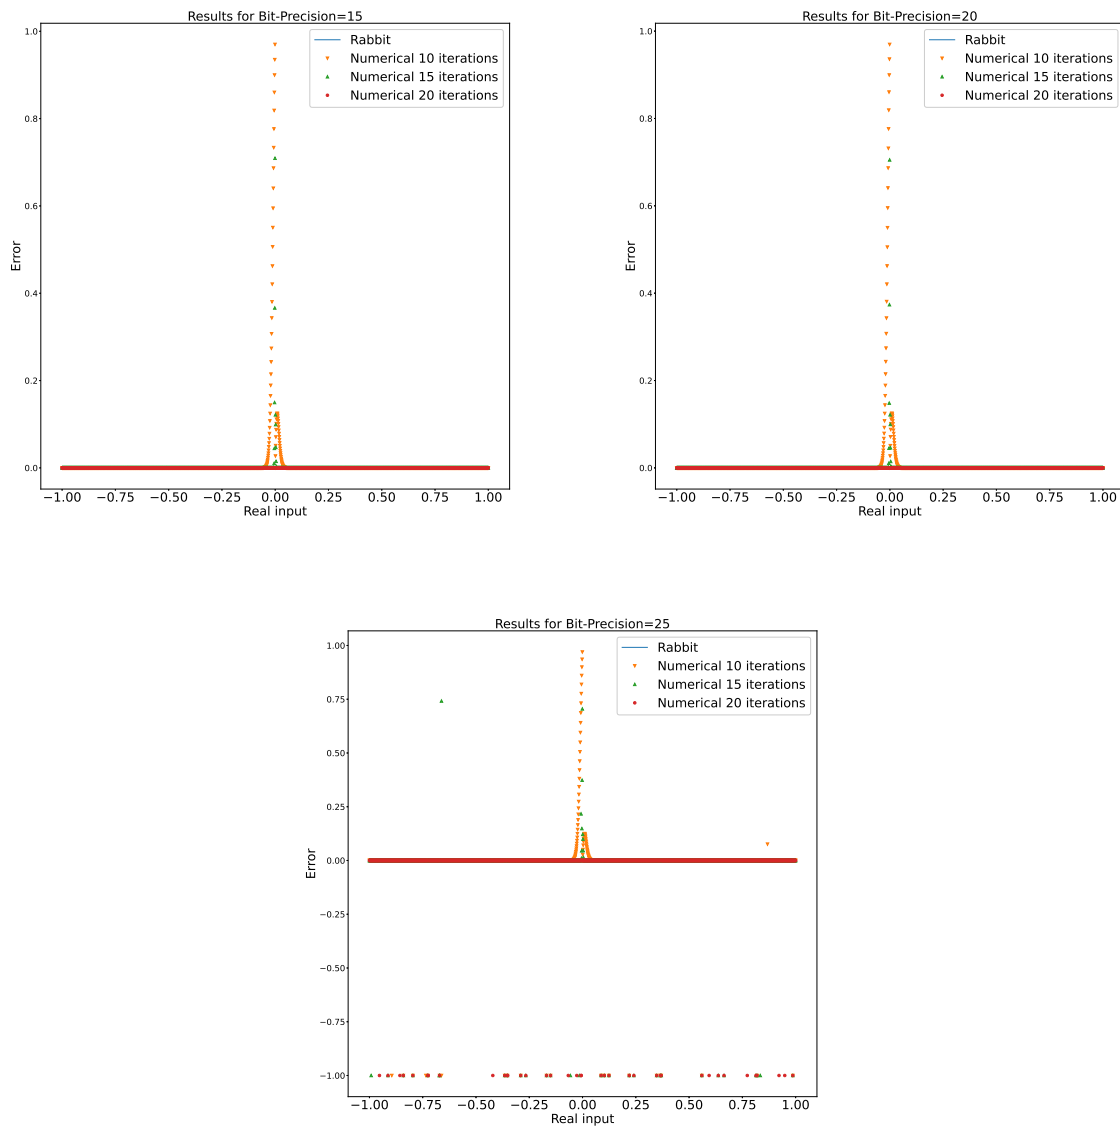 Results for Bit-Precision=15
Rabbit
Numerical 10 iterations
Numerical 15 iterations
Numerical 20 iterations
1.0
0.8
0.6
0.4
0.2
0.0
Error
−1.00 −0.75 −0.50 −0.25 0.00 0.25 0.50 0.75 1.00
Real input
Results for Bit-Precision=20
Rabbit
Numerical 10 iterations
Numerical 15 iterations
Numerical 20 iterations
1.0
0.8
0.6
0.4
0.2
0.0
Error
−1.00 −0.75 −0.50 −0.25 0.00 0.25 0.50 0.75 1.00
Real input
Results for Bit-Precision=25
Rabbit
Numerical 10 iterations
Numerical 15 iterations
Numerical 20 iterations
1.00
0.75
0.50
0.25
0.00
−0.25
−0.50
−0.75
−1.00
Error
−1.00 −0.75 −0.50 −0.25 0.00 0.25 0.50 0.75 1.00
Real input